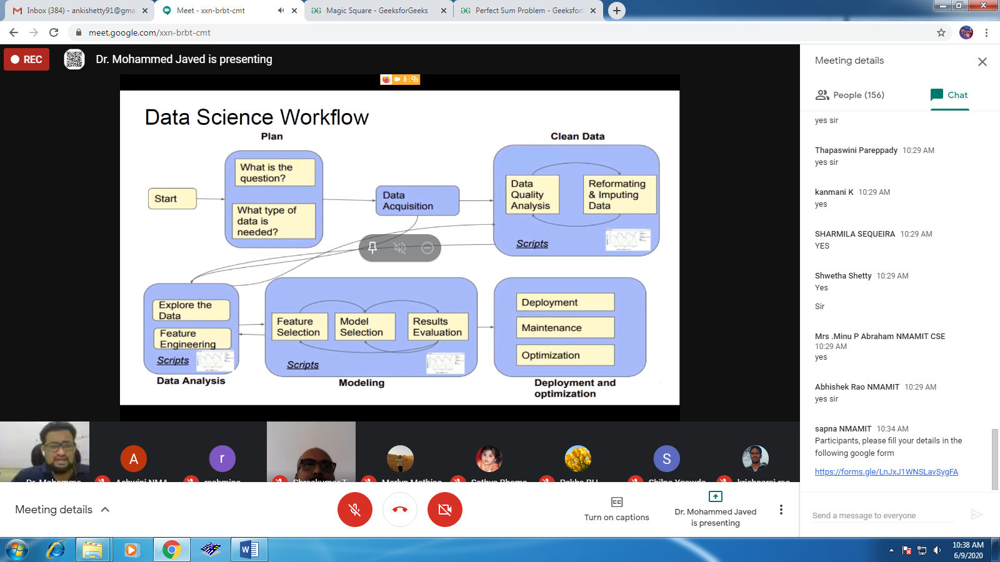 Inbox (384) - ankishetty91@gma
Meet - xxn-brbt-cmt
Magic Square - GeeksforGeeks
Perfect Sum Problem - Geeksfor
meet.google.com/xxn-brbt-cmt
REC
Dr. Mohammed Javed is presenting
Data Science Workflow
Plan
What is the
question?
What type of
data is
needed?
Start
Data
Acquisition
Clean Data
Data
Quality
Analysis
Reformating
& Imputing
Data
Scripts
Explore the
Data
Feature
Engineering
Scripts
Data Analysis
Feature
Selection
Model
Selection
Results
Evaluation
Scripts
Modeling
Deployment
Maintenance
Optimization
Deployment and
optimization
A
r
S
Meeting details
People (156)
Chat
yes sir
Thapaswini Pareppady 10:29 AM
yes sir
kanmani K 10:29 AM
yes
SHARMILA SEQUEIRA 10:29 AM
YES
Shwetha Shetty 10:29 AM
Yes
Sir
Mrs .Minu P Abraham NMAMIT CSE
10:29 AM
yes
Abhishek Rao NMAMIT 10:29 AM
yes sir
sapna NMAMIT 10:34 AM
Participants, please fill your details in the
following google form
https://forms.gle/LnJxJ1WNSLavSygFA
Send a message to everyone
Meeting details
CC
Turn on captions
Dr. Mohammed Javed
is presenting
10:38 AM
6/9/2020